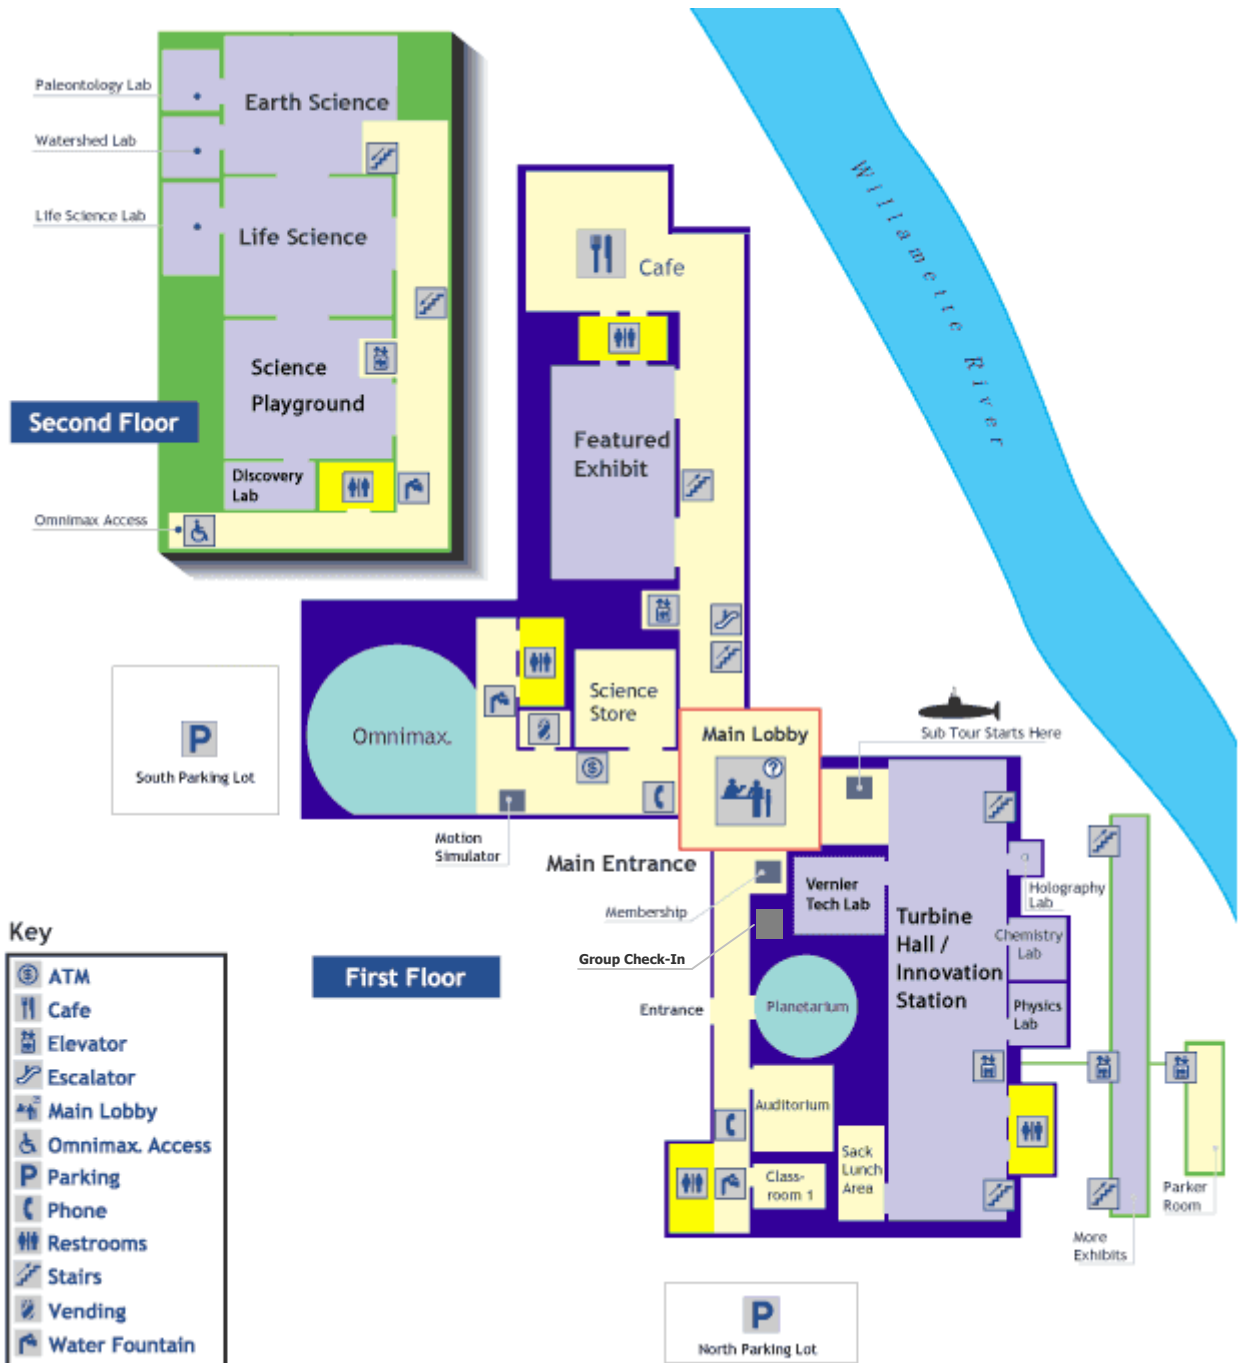 Paleontology Lab
Earth Science
Watershed Lab
Life Science Lab
Life Science
Science
Playground
Second Floor
Discovery
Lab
Omnimax Access
Cafe
Featured
Exhibit
Willamette River
Science
Store
Omnimax.
P
South Parking Lot
Motion
Simulator
Main Lobby
?
Sub Tour Starts Here
Main Entrance
Membership
Group Check-In
Vernier
Tech Lab
Turbine
Hall /
Innovation
Station
Holography
Lab
Chemistry
Lab
Physics
Lab
First Floor
Entrance
Planetarium
Auditorium
Sack
Lunch
Area
Class-
room 1
Parker
Room
More
Exhibits
P
North Parking Lot
Key
ATM
Cafe
Elevator
Escalator
Main Lobby
Omnimax. Access
P Parking
Phone
Restrooms
Stairs
Vending
Water Fountain